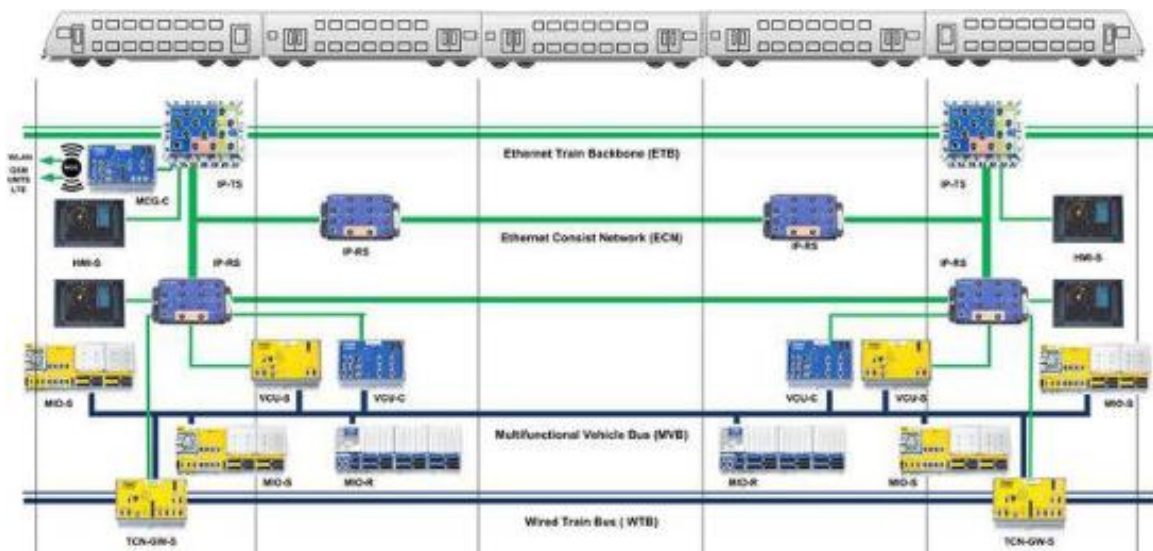 Ethernet Train Backbone (ETB)
WLAN
GSM
UMTS
LTE
MCG-C
IP-TS
IP-TS
HMI-S
IP-RS
Ethernet Consist Network (ECN)
IP-RS
HMI-S
IP-RS
IP-RS
MIO-S
VCU-S
VCU-C
VCU-C
VCU-S
MIO-S
Multifunctional Vehicle Bus (MVB)
MIO-S
MIO-R
MIO-R
MIO-S
Wired Train Bus ( WTB)
TCN-GW-S
TCN-GW-S